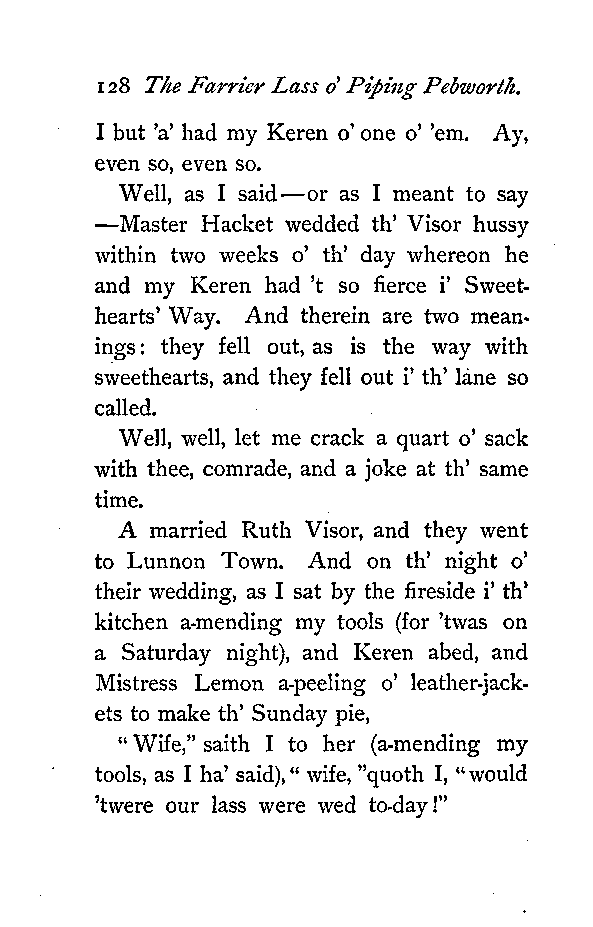 128 The Farrier Lass o' Piping Pebworth.
I but 'a' had my Keren o' one o' 'em. Ay,
even so, even so.
Well, as I said—or as I meant to say
—Master Hacket wedded th' Visor hussy
within two weeks o' th' day whereon he
and my Keren had 't so fierce i' Sweet-
hearts' Way. And therein are two mean-
ings: they fell out, as is the way with
sweethearts, and they fell out i' th' lane so
called.
Well, well, let me crack a quart o' sack
with thee, comrade, and a joke at th' same
time.
A married Ruth Visor, and they went
to Lunnon Town. And on th' night o'
their wedding, as I sat by the fireside i' th'
kitchen a-mending my tools (for 'twas on
a Saturday night), and Keren abed, and
Mistress Lemon a-peeling o' leather-jack-
ets to make th' Sunday pie,
"Wife," saith I to her (a-mending my
tools, as I ha' said), "wife," quoth I, "would
'twere our lass were wed to-day!"